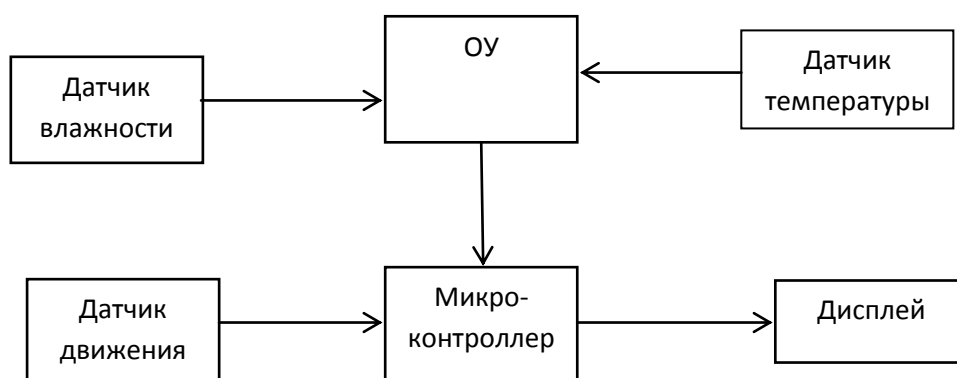 ОУ
Датчик
влажности
Датчик
температуры
Датчик
движения
Микро-
контроллер
Дисплей